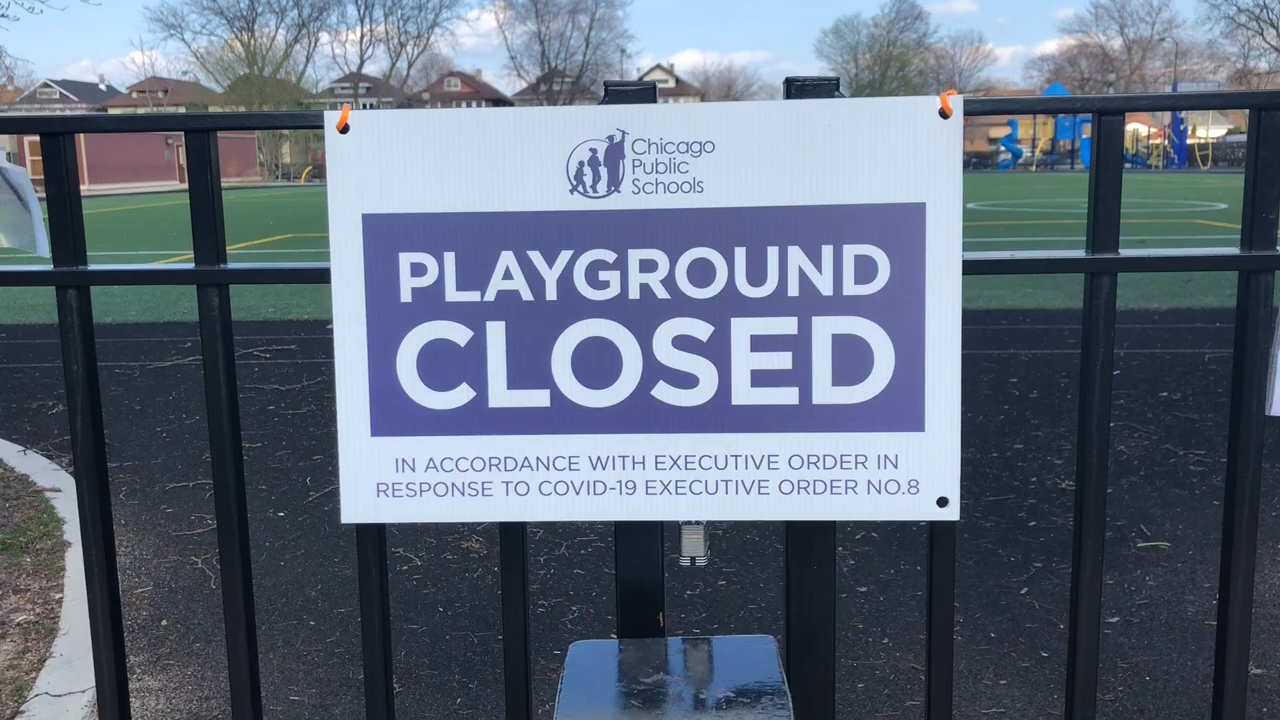 Chicago
Public
Schools
PLAYGROUND
CLOSED
IN ACCORDANCE WITH EXECUTIVE ORDER IN
RESPONSE TO COVID-19 EXECUTIVE ORDER NO.8